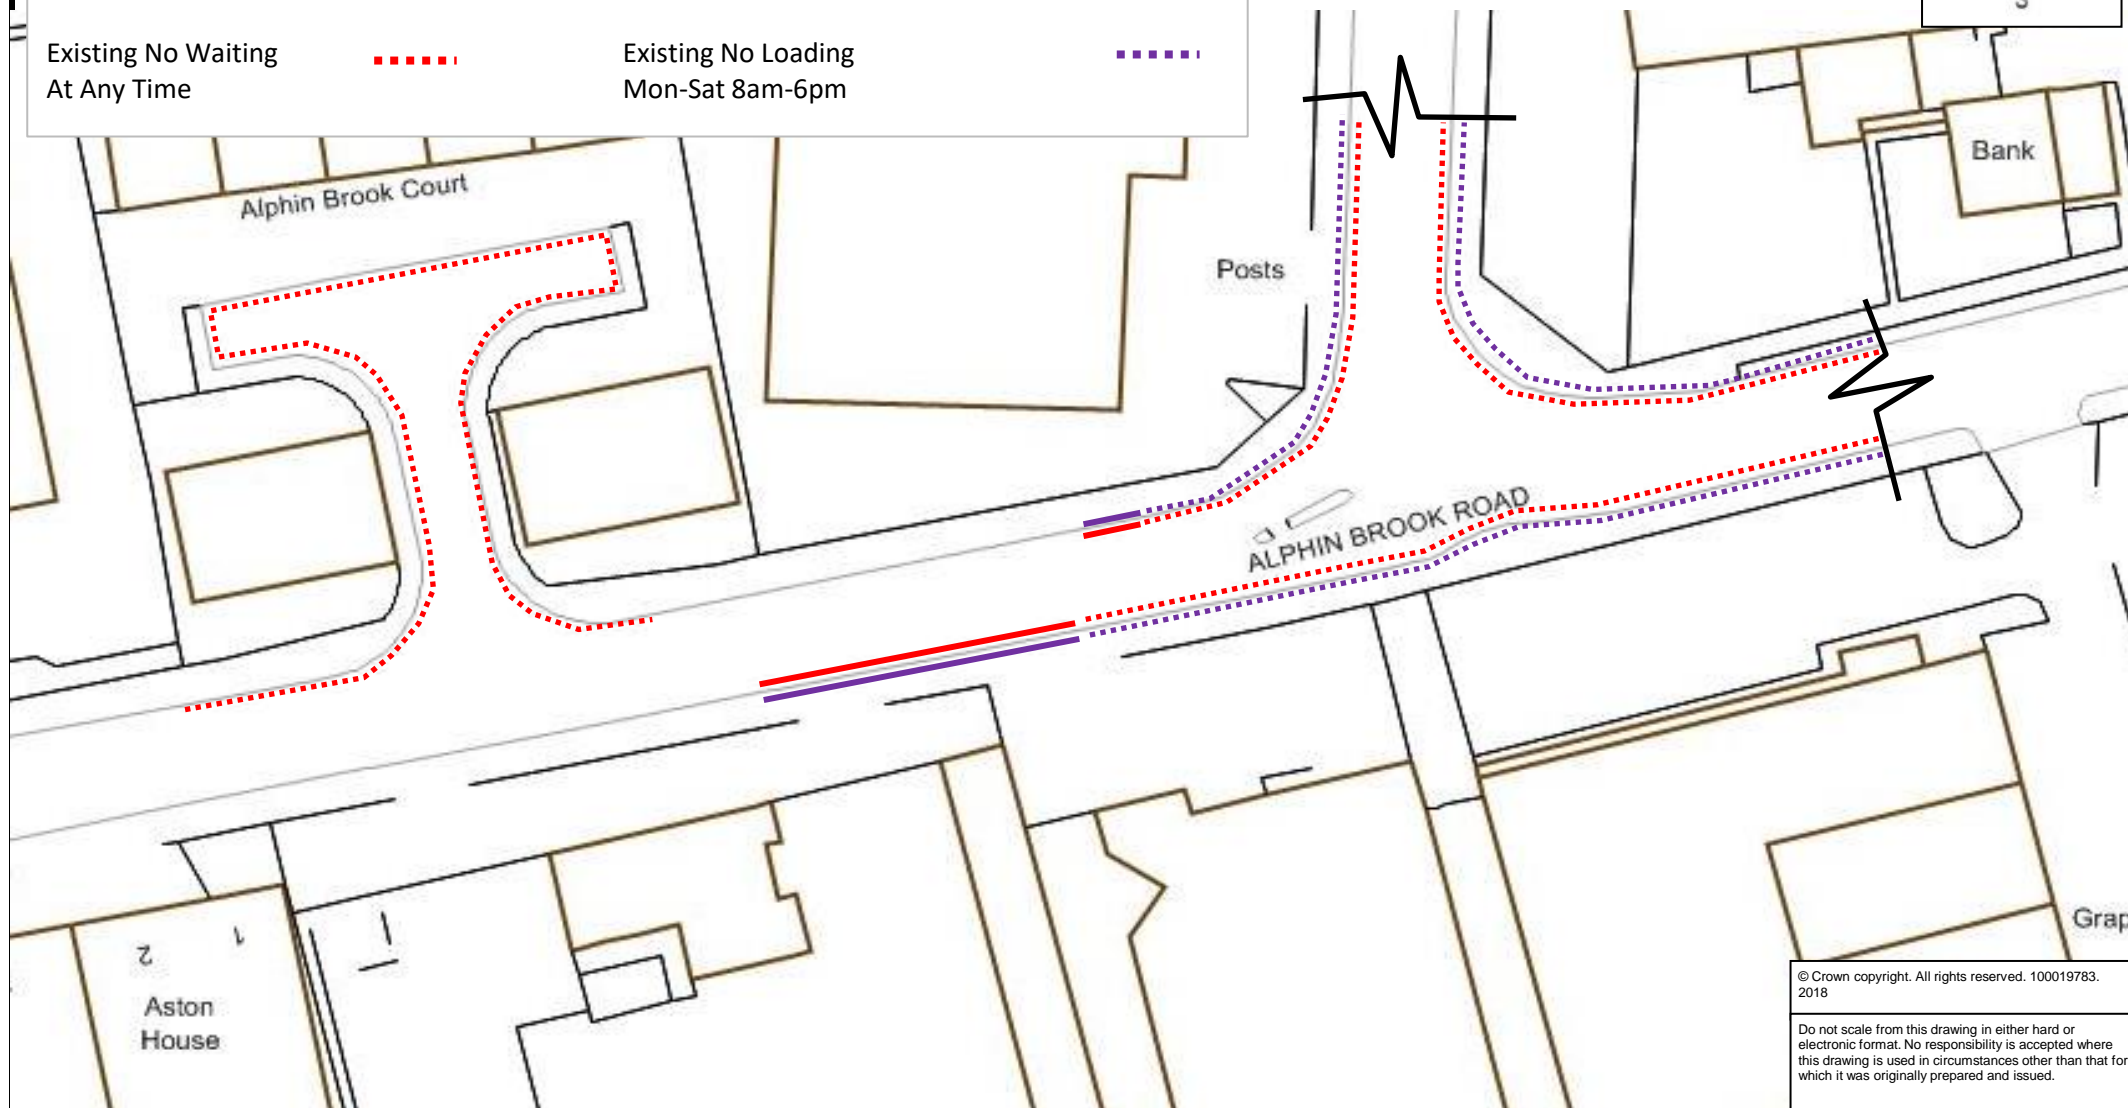 Existing No Waiting
At Any Time
Existing No Loading
Mon-Sat 8am-6pm
Bank
Alphin Brook Court
Posts
ALPHIN BROOK ROAD
Grap
2
1
Aston
House
© Crown copyright. All rights reserved. 100019783.
2018
Do not scale from this drawing in either hard or
electronic format. No responsibility is accepted where
this drawing is used in circumstances other than that for
which it was originally prepared and issued.